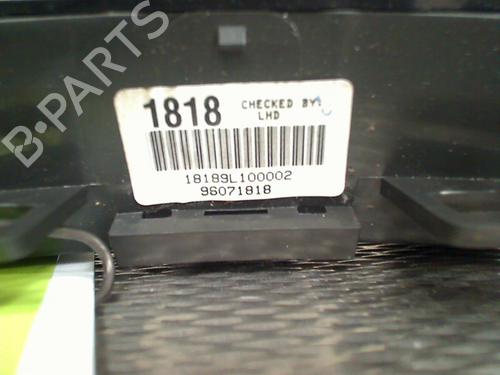 B-PARTS
1818 CHECKED BY:
LHD
18189L100002
96071818